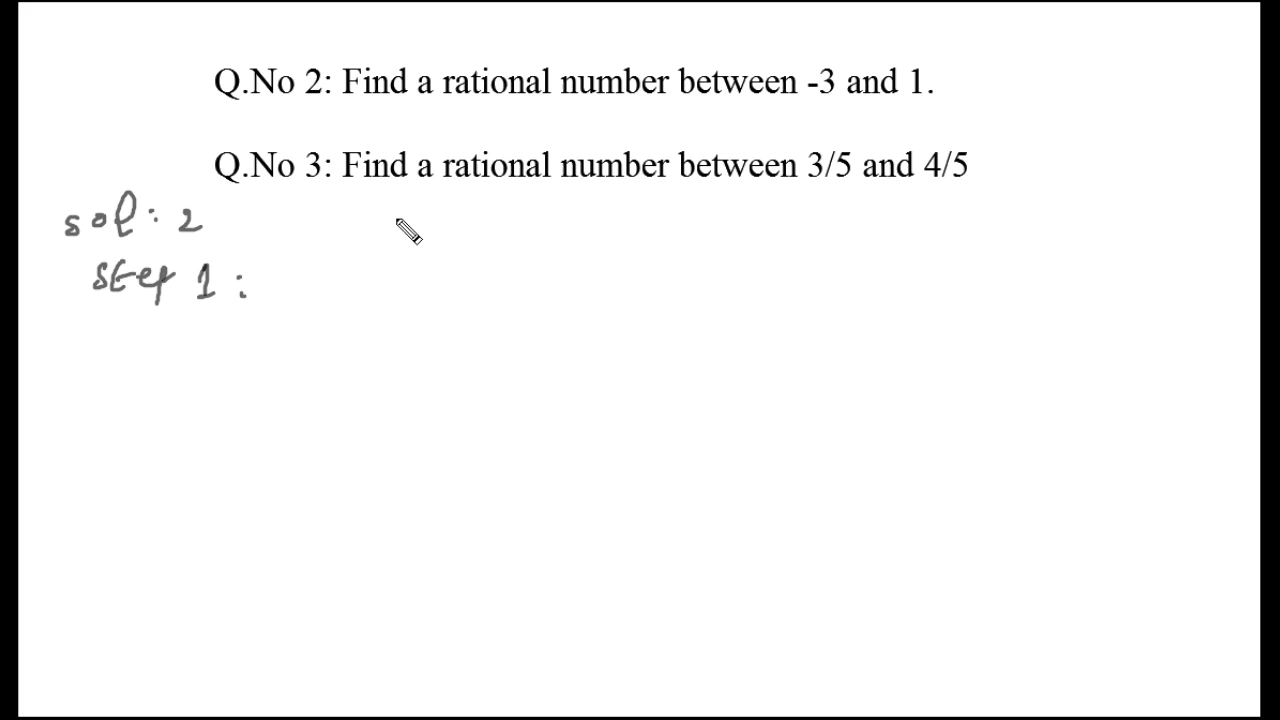 Q.No 2: Find a rational number between -3 and 1.
Q.No 3: Find a rational number between 3/5 and 4/5
sol: 2
step 1 :